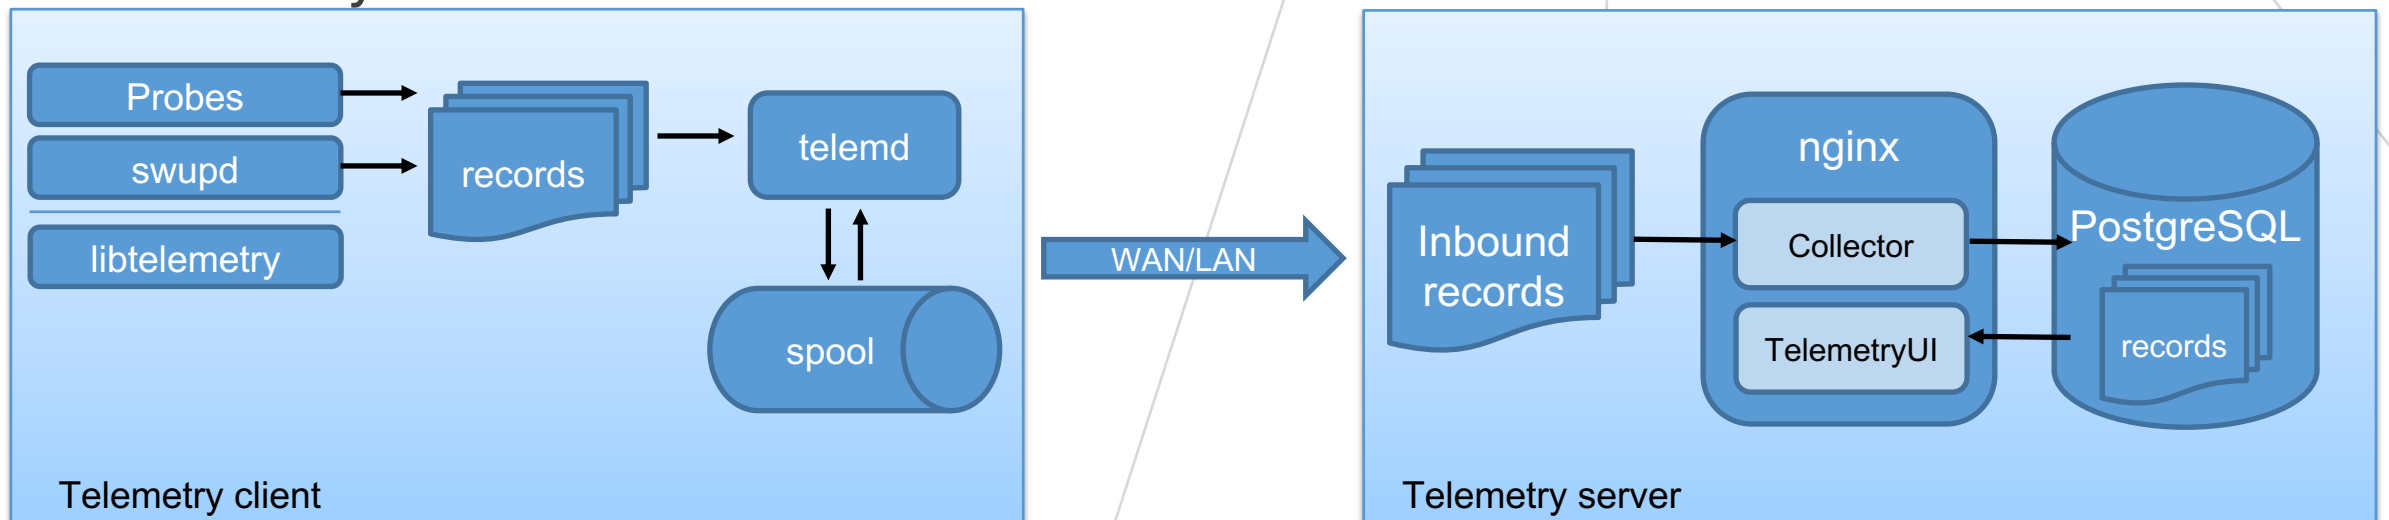 Probes
swupd
libtelemetry
records
telemd
spool
Telemetry client
WAN/LAN
Inbound
records
nginx
Collector
TelemetryUI
PostgreSQL
records
Telemetry server